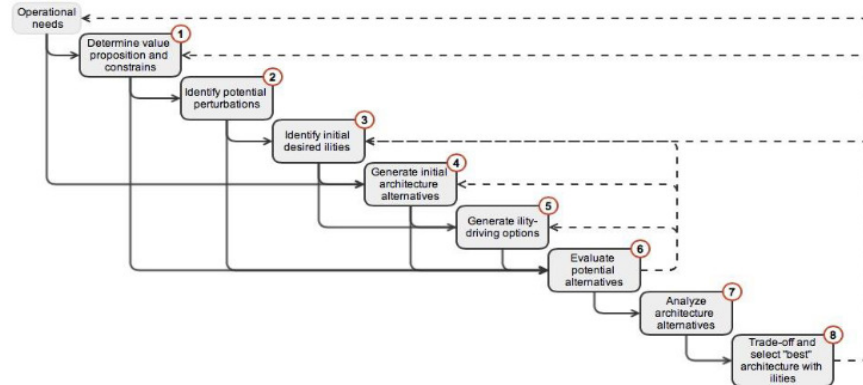 Operational
needs
1
Determine value
proposition and
constrains
2
Identify potential
perturbations
3
Identify initial
desired ilities
4
Generate initial
architecture
alternatives
5
Generate ility-
driving options
6
Evaluate
potential
alternatives
7
Analyze
architecture
alternatives
8
Trade-off and
select "best"
architecture with
ilities